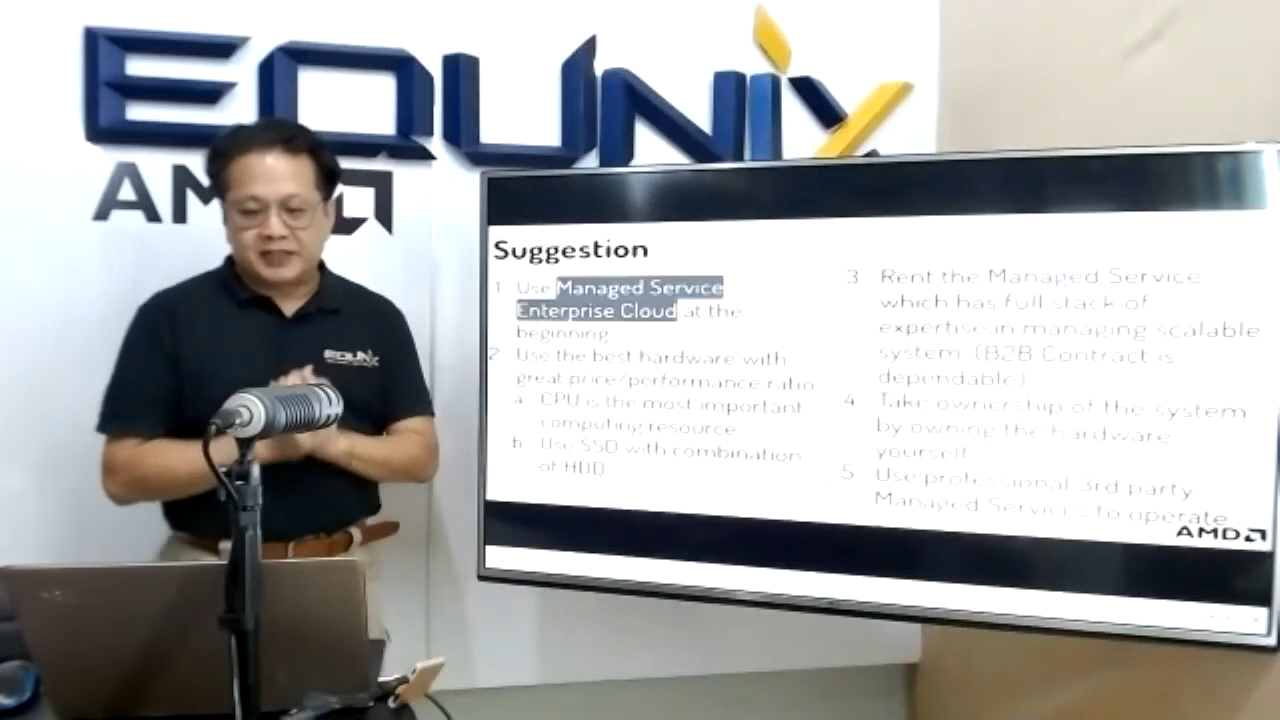 EQUNIX
AMD
EQUNIX
Suggestion
1 Use Managed Service
Enterprise Cloud at the
beginning
2 Use the best hardware with
great price/performance ratio
a. CPU is the most important
computing resource
b. Use SSD with combination
of HDD
3 Rent the Managed Service
which has full stack of
expertise in managing scalable
system. (B2B Contract is
dependable)
4 Take ownership of the system
by owning the hardware
yourself
5 Use professional 3rd party
Managed Services to operate
AMD